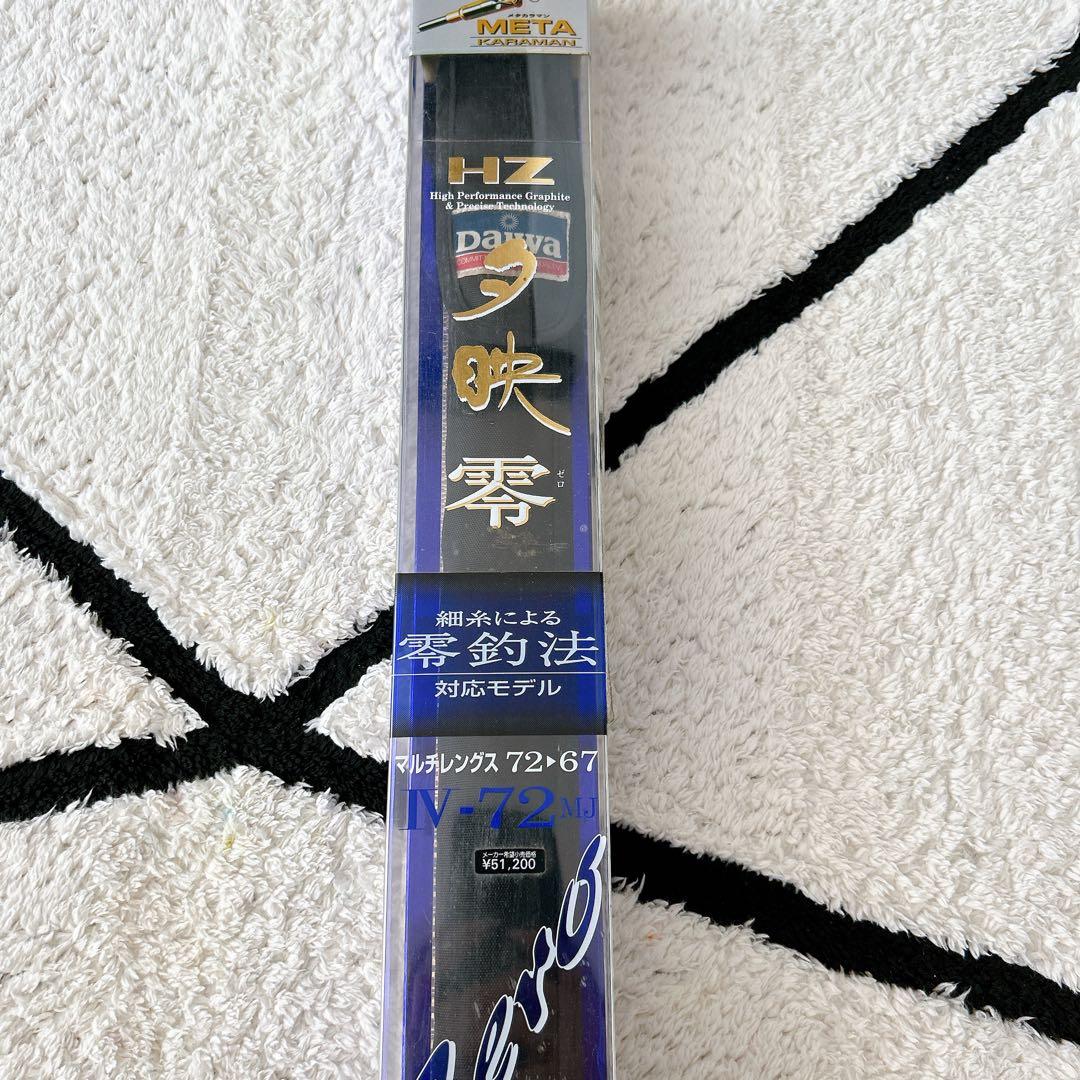 メタカラマン
META
KARAMAN
HZ
High Performance Graphite
& Precise Technology
Daiwa
夕映
零
ゼロ
細糸による
零釣法
対応モデル
マルチレングス 72▶67
Ⅳ-72MJ
メーカー希望小売価格
¥51,200
Zero